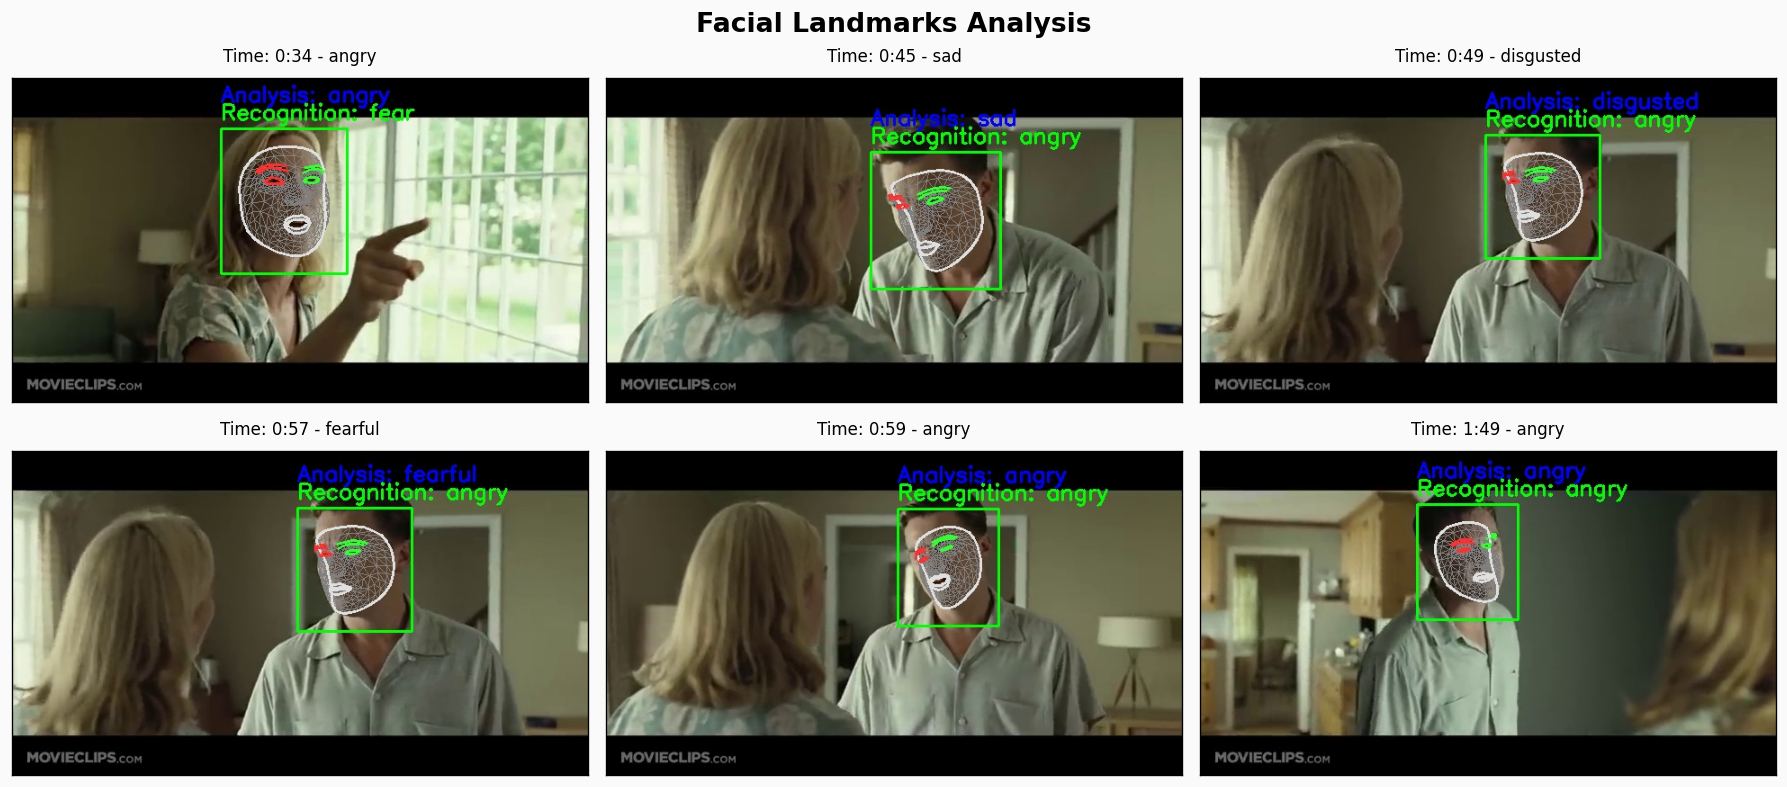 Facial Landmarks Analysis
Time: 0:34 - angry
Time: 0:45 - sad
Time: 0:49 - disgusted
Analysis: angry
Recognition: fear
MOVIECLIPS.COM
Analysis: sad
Recognition: angry
MOVIECLIPS.COM
Analysis: disgusted
Recognition: angry
MOVIECLIPS.COM
Time: 0:57 - fearful
Time: 0:59 - angry
Time: 1:49 - angry
Analysis: fearful
Recognition: angry
MOVIECLIPS.COM
Analysis: angry
Recognition: angry
MOVIECLIPS.COM
Analysis: angry
Recognition: angry
MOVIECLIPS.COM